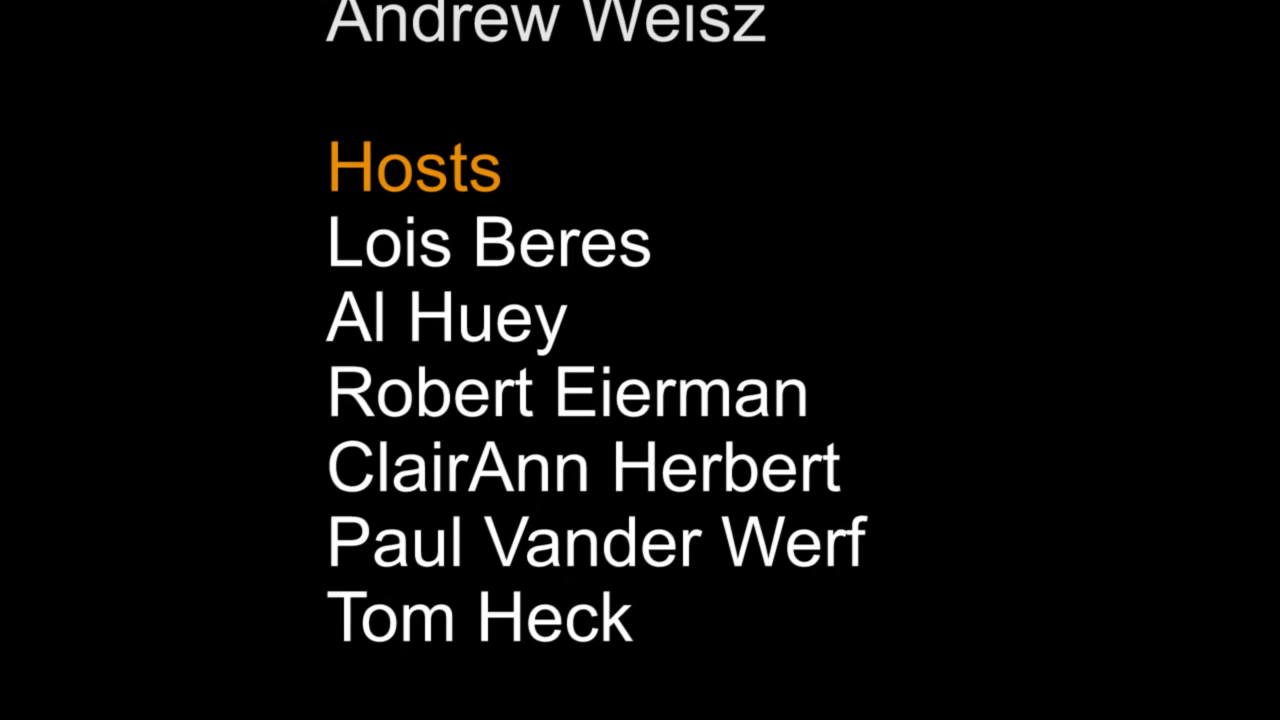 Andrew Weisz
Hosts
Lois Beres
Al Huey
Robert Eierman
ClairAnn Herbert
Paul Vander Werf
Tom Heck